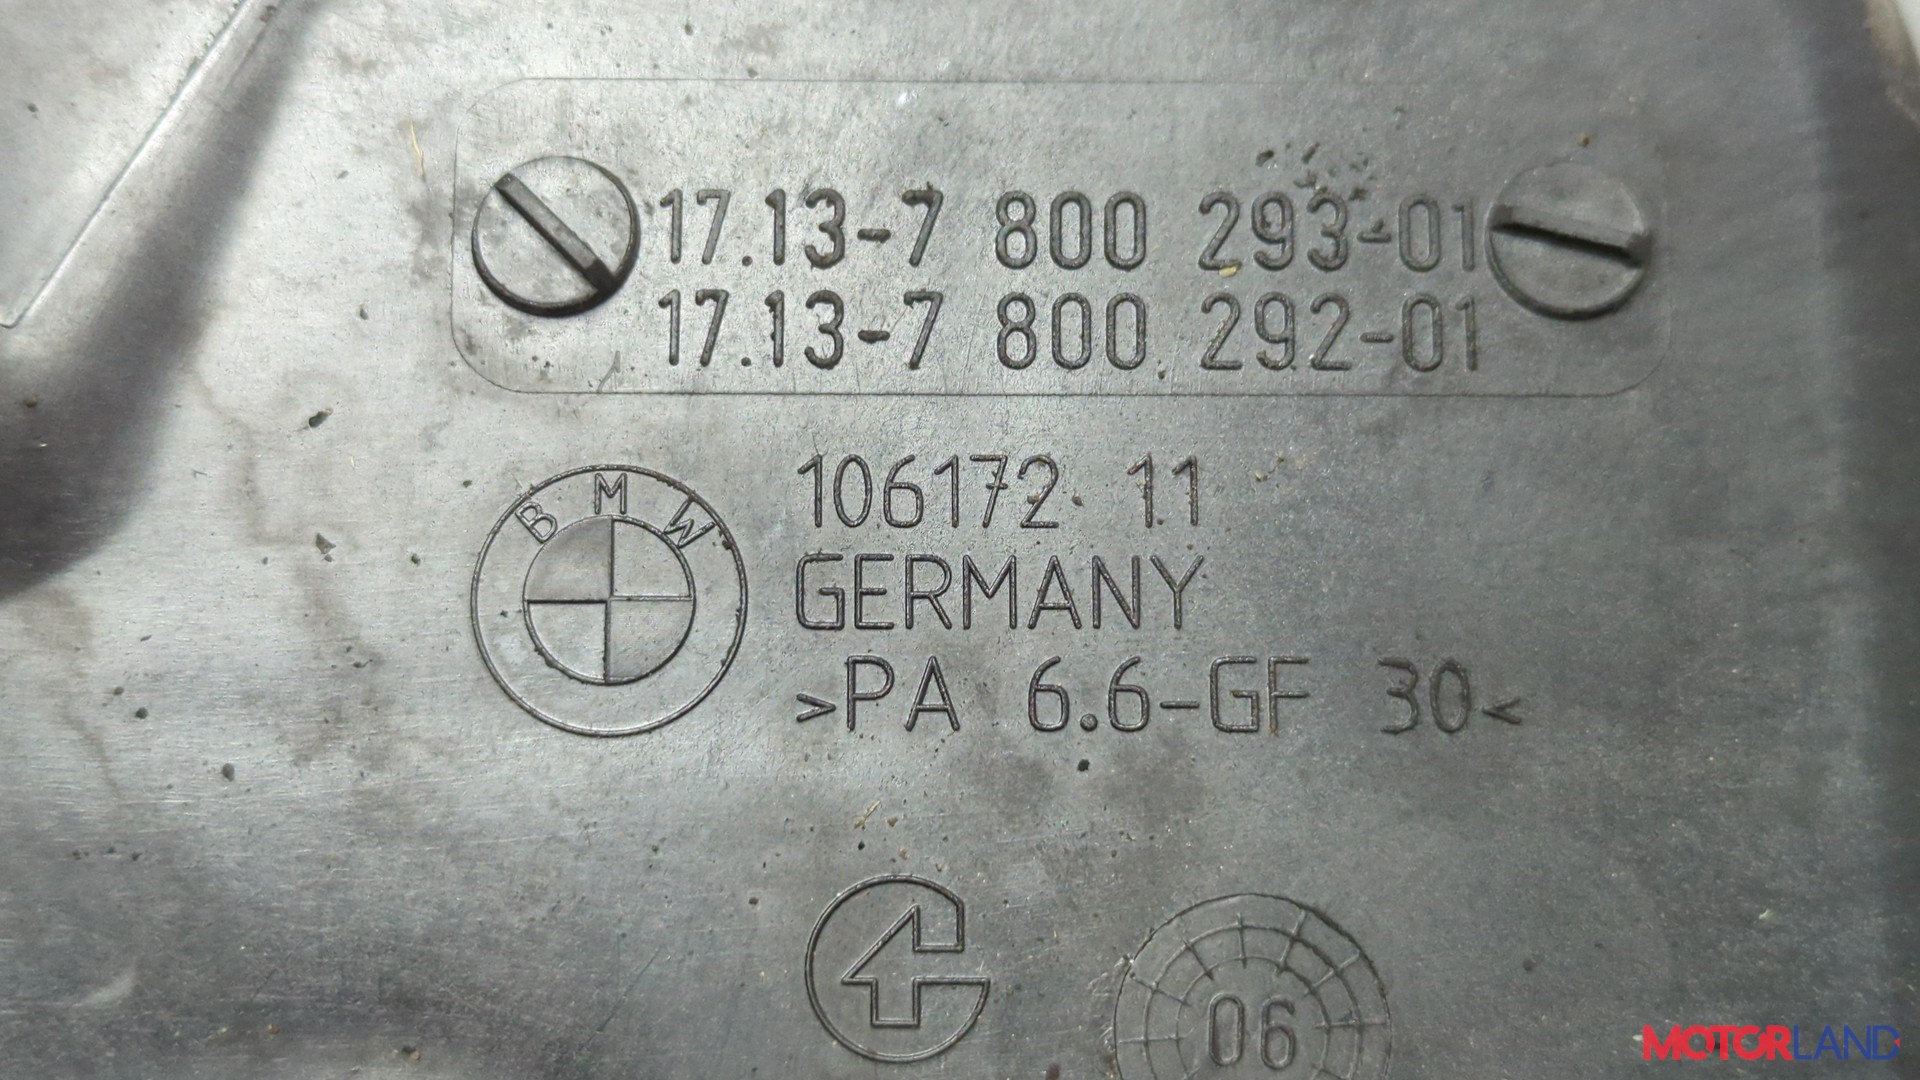 17.13-7 800 293-01
17.13-7 800 292-01
BMW
106172 11
GERMANY
>PA 6.6-GF 30<
06
MOTORLAND